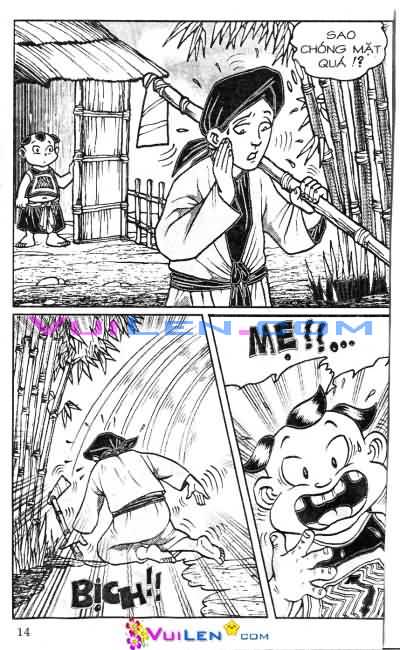 SAO
CHÓNG MẶT
QUÁ !?
VUILEN.COM
MẸ!!...
BỊCH!!
14
VUILEN.COM